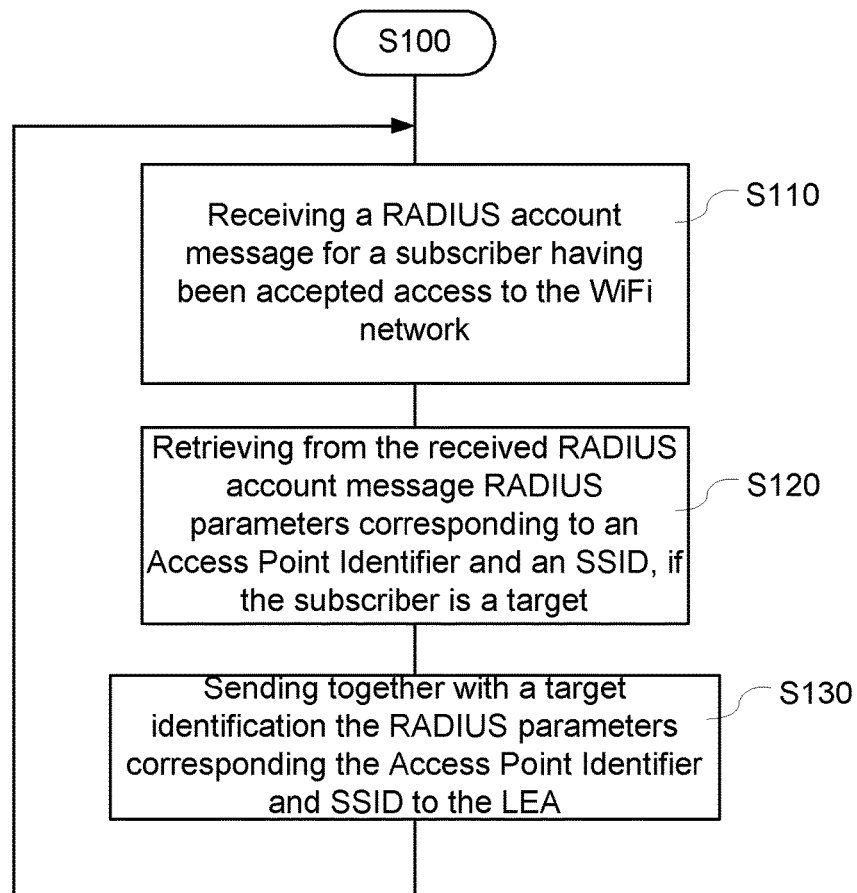 S100
Receiving a RADIUS account
message for a subscriber having
been accepted access to the WiFi
network
S110
Retrieving from the received RADIUS
account message RADIUS
parameters corresponding to an
Access Point Identifier and an SSID, if
the subscriber is a target
S120
Sending together with a target
identification the RADIUS parameters
corresponding the Access Point Identifier
and SSID to the LEA
S130